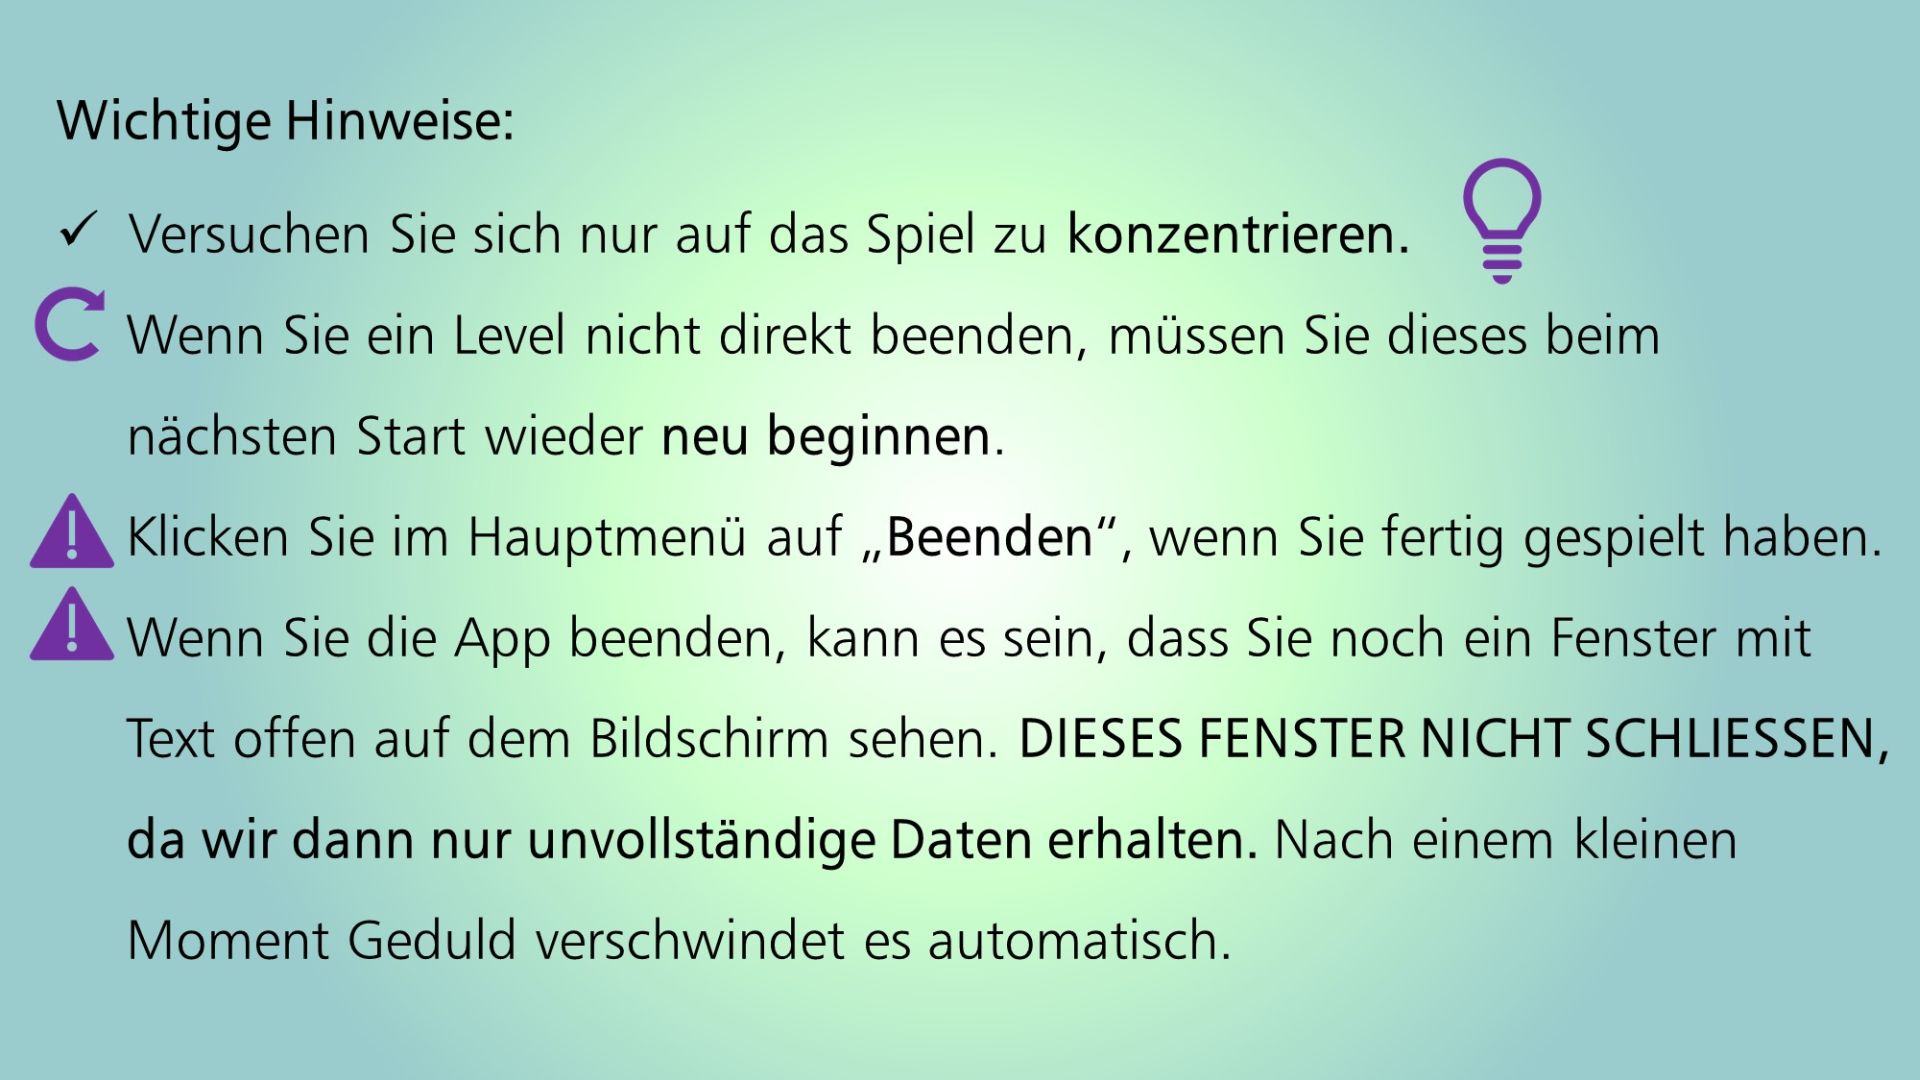 Wichtige Hinweise:
✓ Versuchen Sie sich nur auf das Spiel zu konzentrieren.
Wenn Sie ein Level nicht direkt beenden, müssen Sie dieses beim
nächsten Start wieder neu beginnen.
Klicken Sie im Hauptmenü auf „Beenden“, wenn Sie fertig gespielt haben.
Wenn Sie die App beenden, kann es sein, dass Sie noch ein Fenster mit
Text offen auf dem Bildschirm sehen. DIESES FENSTER NICHT SCHLIESSEN,
da wir dann nur unvollständige Daten erhalten. Nach einem kleinen
Moment Geduld verschwindet es automatisch.